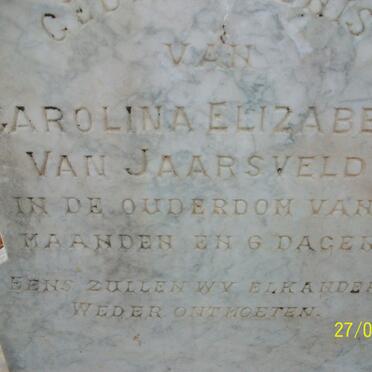 VAN
CAROLINA ELIZABE
VAN JAARSVELD
IN DE OUDERDOM VAN
MAANDEN EN 6 DAGEN
EENS ZULLEN WY ELKANDER
WEDER ONTMOETEN.
27/0